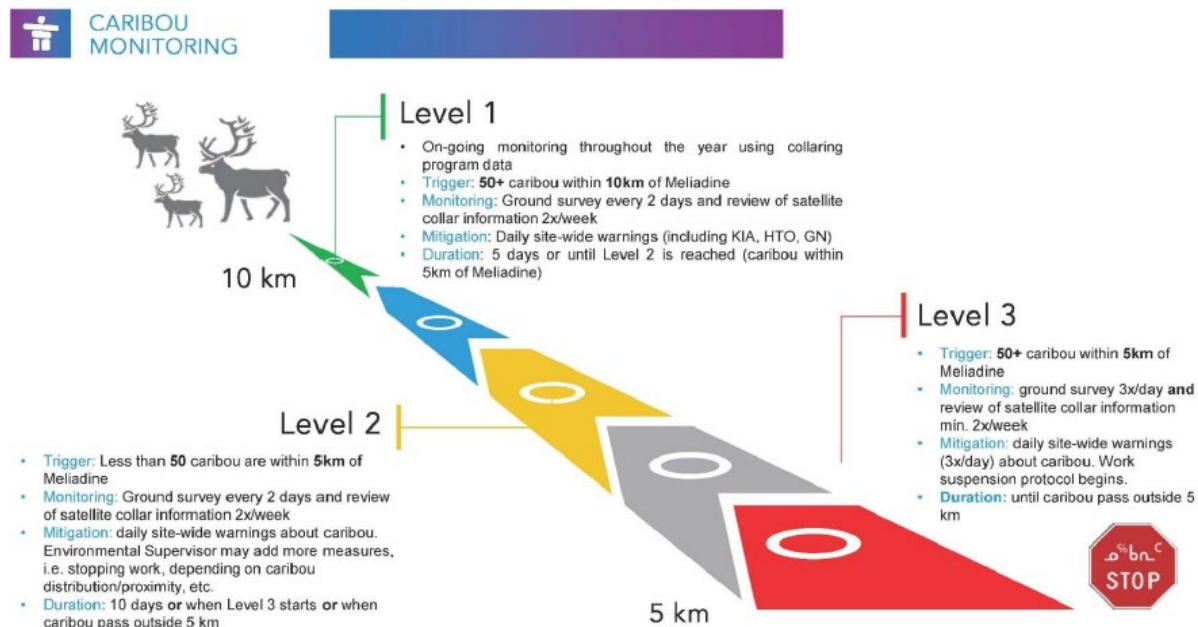 CARIBOU
MONITORING
Level 1
• On-going monitoring throughout the year using collaring
program data
• Trigger: 50+ caribou within 10km of Meliadine
• Monitoring: Ground survey every 2 days and review of satellite
collar information 2x/week
• Mitigation: Daily site-wide warnings (including KIA, HTO, GN)
• Duration: 5 days or until Level 2 is reached (caribou within
5km of Meliadine)
10 km
Level 3
• Trigger: 50+ caribou within 5km of
Meliadine
• Monitoring: ground survey 3x/day and
review of satellite collar information
min. 2x/week
• Mitigation: daily site-wide warnings
(3x/day) about caribou. Work
suspension protocol begins.
• Duration: until caribou pass outside 5
km
Level 2
• Trigger: Less than 50 caribou are within 5km of
Meliadine
• Monitoring: Ground survey every 2 days and review
of satellite collar information 2x/week
• Mitigation: daily site-wide warnings about caribou.
Environmental Supervisor may add more measures,
i.e. stopping work, depending on caribou
distribution/proximity, etc.
• Duration: 10 days or when Level 3 starts or when
caribou pass outside 5 km
5 km
ᓄᖅᑲᕆᑦ
STOP